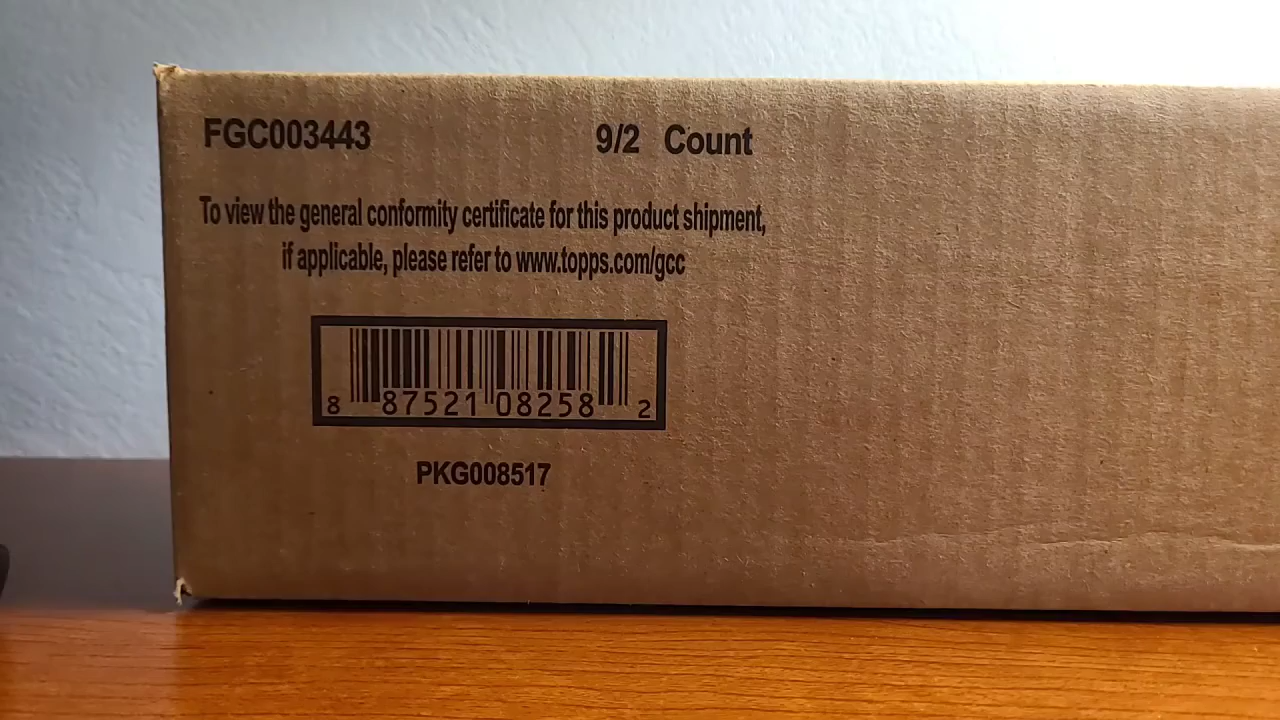 FGC003443 9/2 Count
To view the general conformity certificate for this product shipment,
if applicable, please refer to www.topps.com/gcc
8 87521 08258 2
PKG008517